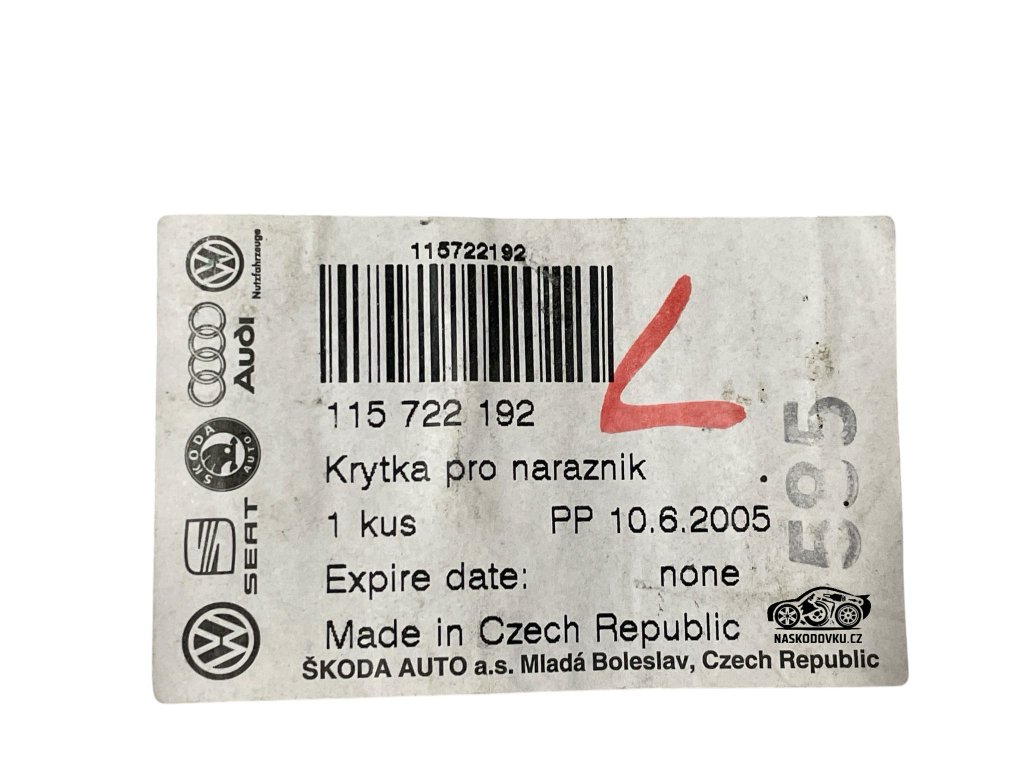 115722192
115 722 192
Krytka pro naraznik
1 kus PP 10.6.2005
Expire date: none
Made in Czech Republic
ŠKODA AUTO a.s. Mladá Boleslav, Czech Republic
Nutzfahrzeuge
Audi
ŠKODA AUTO
SEAT
L
595
NASKODOVKU.CZ